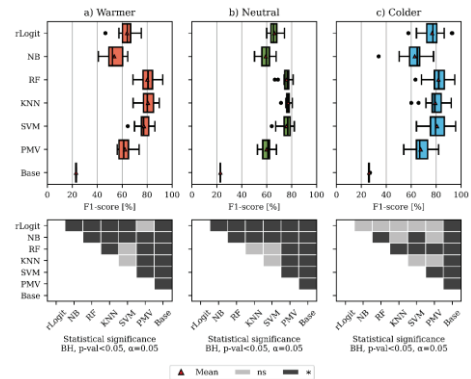 a) Warmer
b) Neutral
c) Colder
rLogit
NB
RF
KNN
SVM
PMV
Base
0 20 40 60 80 100
F1-score [%]
0 20 40 60 80 100
F1-score [%]
0 20 40 60 80 100
F1-score [%]
rLogit
NB
RF
KNN
SVM
PMV
Base
rLogit NB RF KNN SVM PMV Base
Statistical significance
BH, p-val<0.05, α=0.05
rLogit NB RF KNN SVM PMV Base
Statistical significance
BH, p-val<0.05, α=0.05
rLogit NB RF KNN SVM PMV Base
Statistical significance
BH, p-val<0.05, α=0.05
Mean ns *